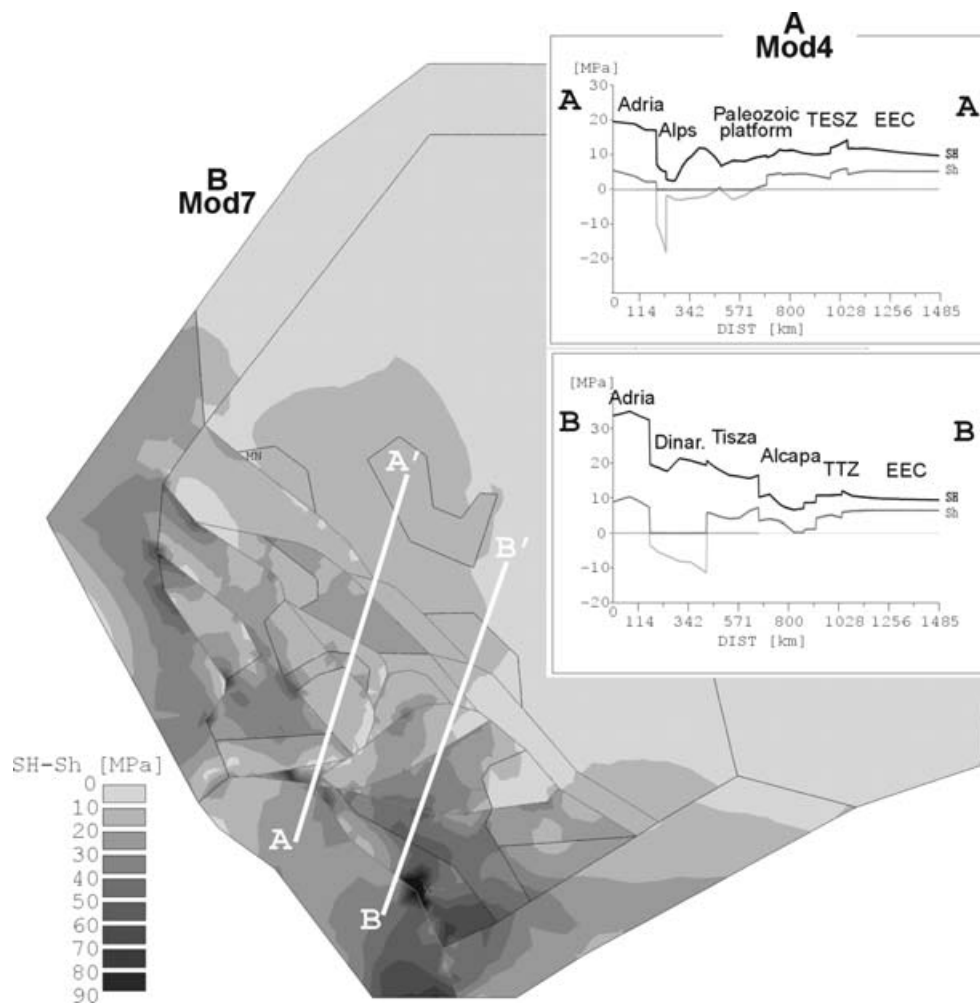 A
Mod4
[MPa]
30
20
10
0
-10
-20
A
A
Adria
Alps
Paleozoic
platform
TESZ
EEC
SH
Sh
0 114 342 571 800 1028 1256 1485
DIST [km]
B
Mod7
[MPa]
30
20
10
0
-10
-20
B
B
Adria
Dinar.
Tisza
Alcapa
TTZ
EEC
SH
Sh
0 114 342 571 800 1028 1256 1485
DIST [km]
MN
A'
B'
A
B
SH-Sh [MPa]
0
10
20
30
40
50
60
70
80
90